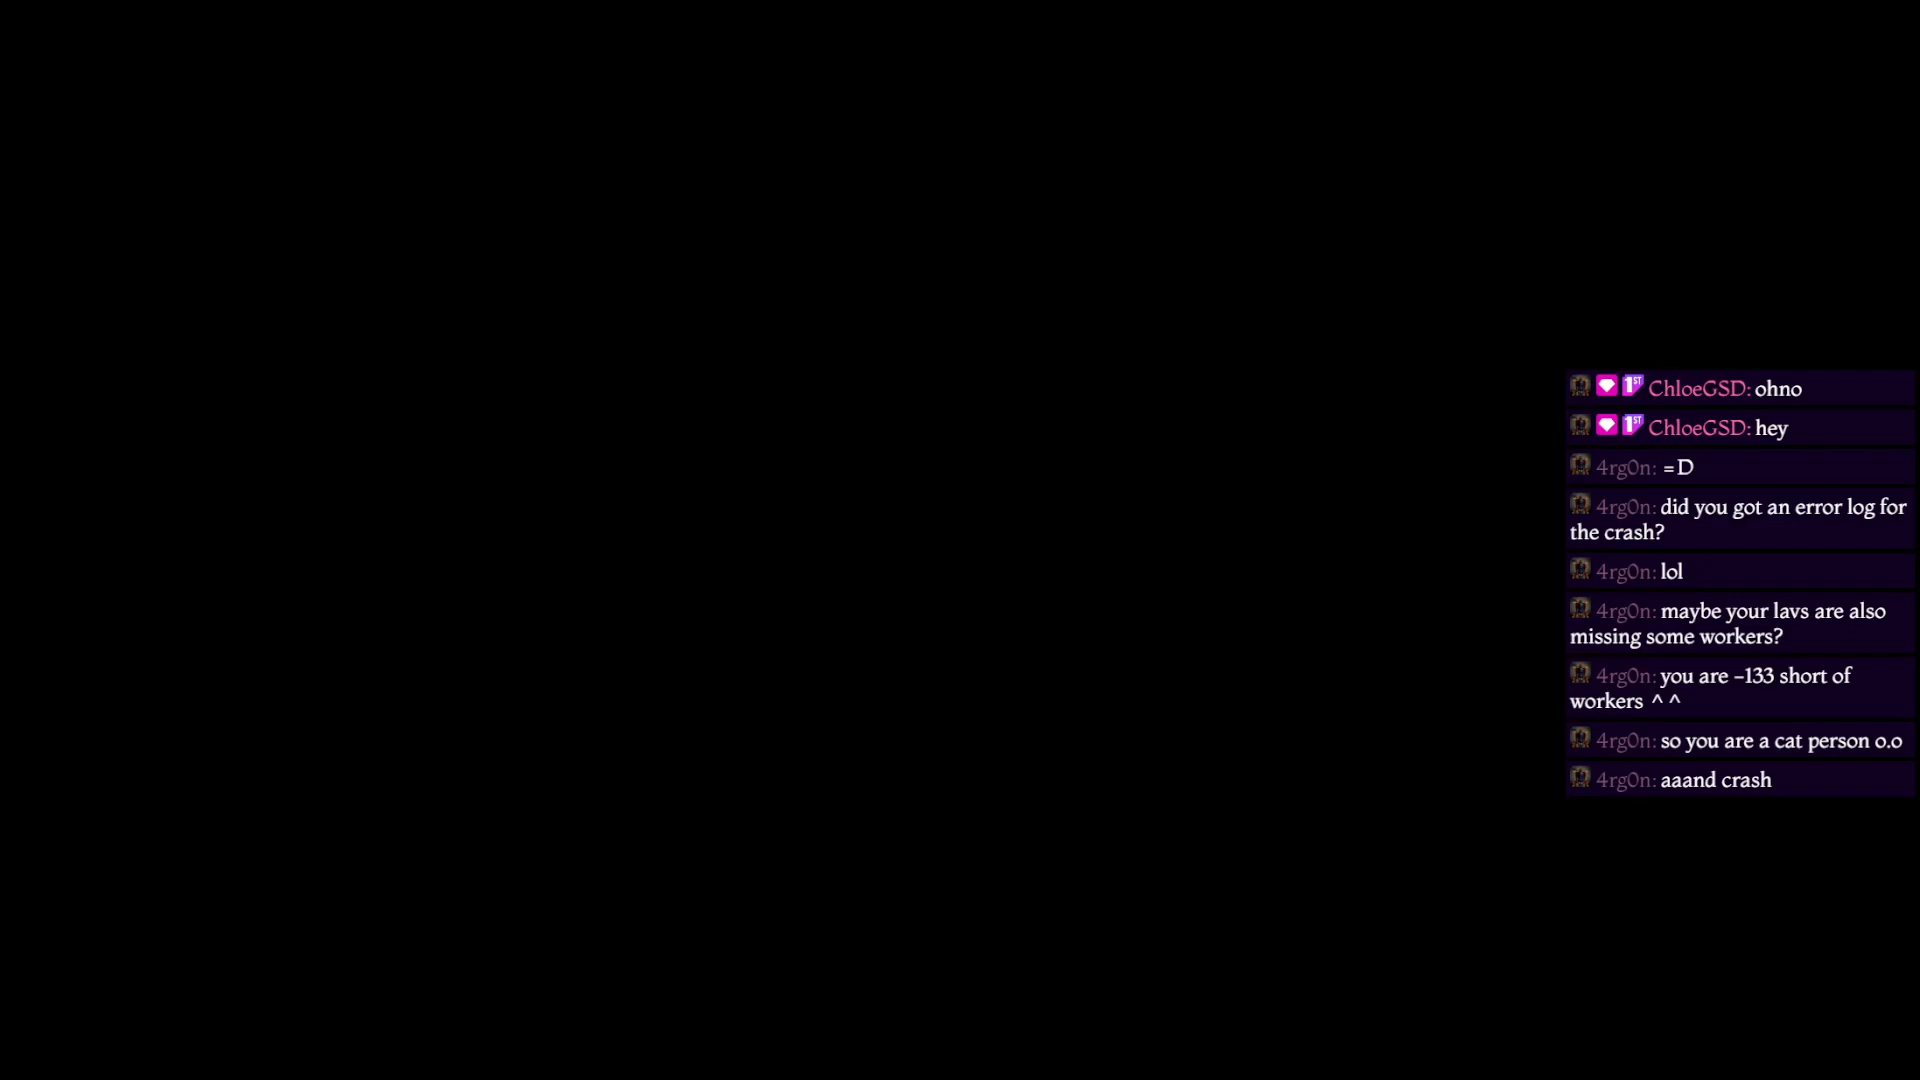 1ST ChloeGSD: ohno
1ST ChloeGSD: hey
4rg0n: =D
4rg0n: did you got an error log for
the crash?
4rg0n: lol
4rg0n: maybe your lavs are also
missing some workers?
4rg0n: you are -133 short of
workers ^^
4rg0n: so you are a cat person o.o
4rg0n: aaand crash